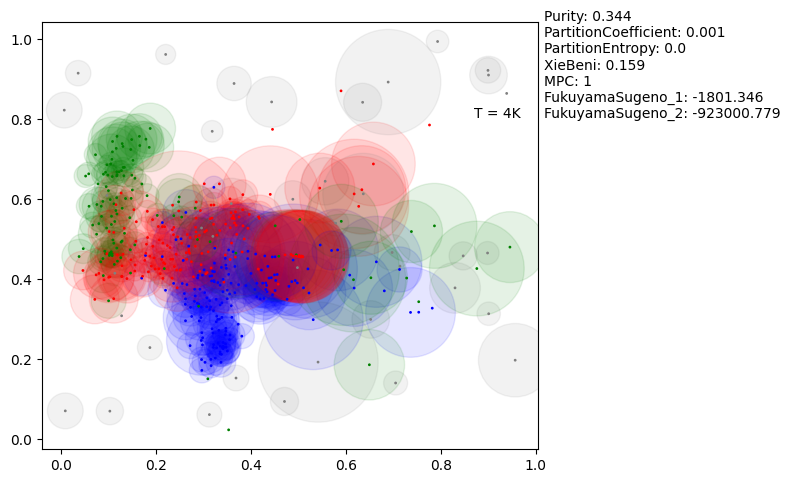 Purity: 0.344
PartitionCoefficient: 0.001
PartitionEntropy: 0.0
XieBeni: 0.159
MPC: 1
FukuyamaSugeno_1: -1801.346
FukuyamaSugeno_2: -923000.779
T = 4K
1.0
0.8
0.6
0.4
0.2
0.0
0.0 0.2 0.4 0.6 0.8 1.0